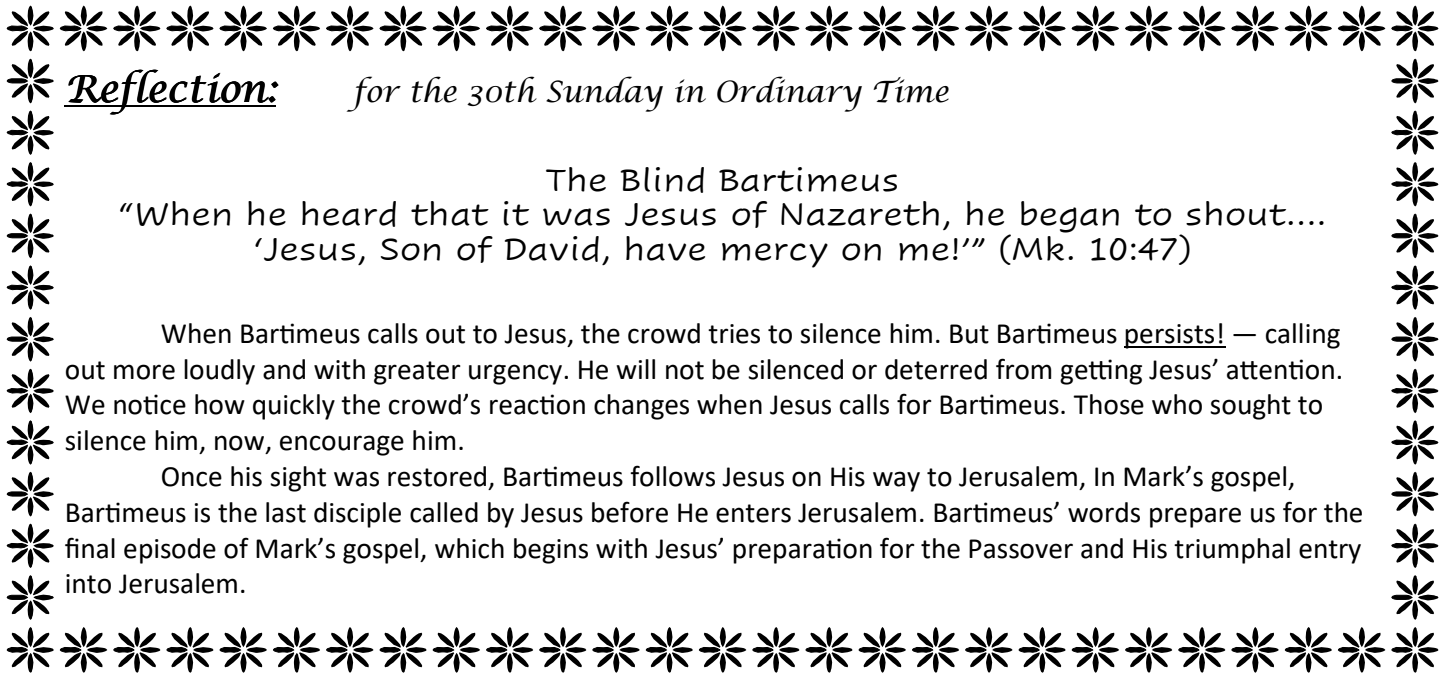 Reflection: for the 30th Sunday in Ordinary Time
The Blind Bartimeus
“When he heard that it was Jesus of Nazareth, he began to shout....
‘Jesus, Son of David, have mercy on me!’” (Mk. 10:47)
When Bartimeus calls out to Jesus, the crowd tries to silence him. But Bartimeus persists! — calling
out more loudly and with greater urgency. He will not be silenced or deterred from getting Jesus’ attention.
We notice how quickly the crowd’s reaction changes when Jesus calls for Bartimeus. Those who sought to
silence him, now, encourage him.
Once his sight was restored, Bartimeus follows Jesus on His way to Jerusalem, In Mark’s gospel,
Bartimeus is the last disciple called by Jesus before He enters Jerusalem. Bartimeus’ words prepare us for the
final episode of Mark’s gospel, which begins with Jesus’ preparation for the Passover and His triumphal entry
into Jerusalem.